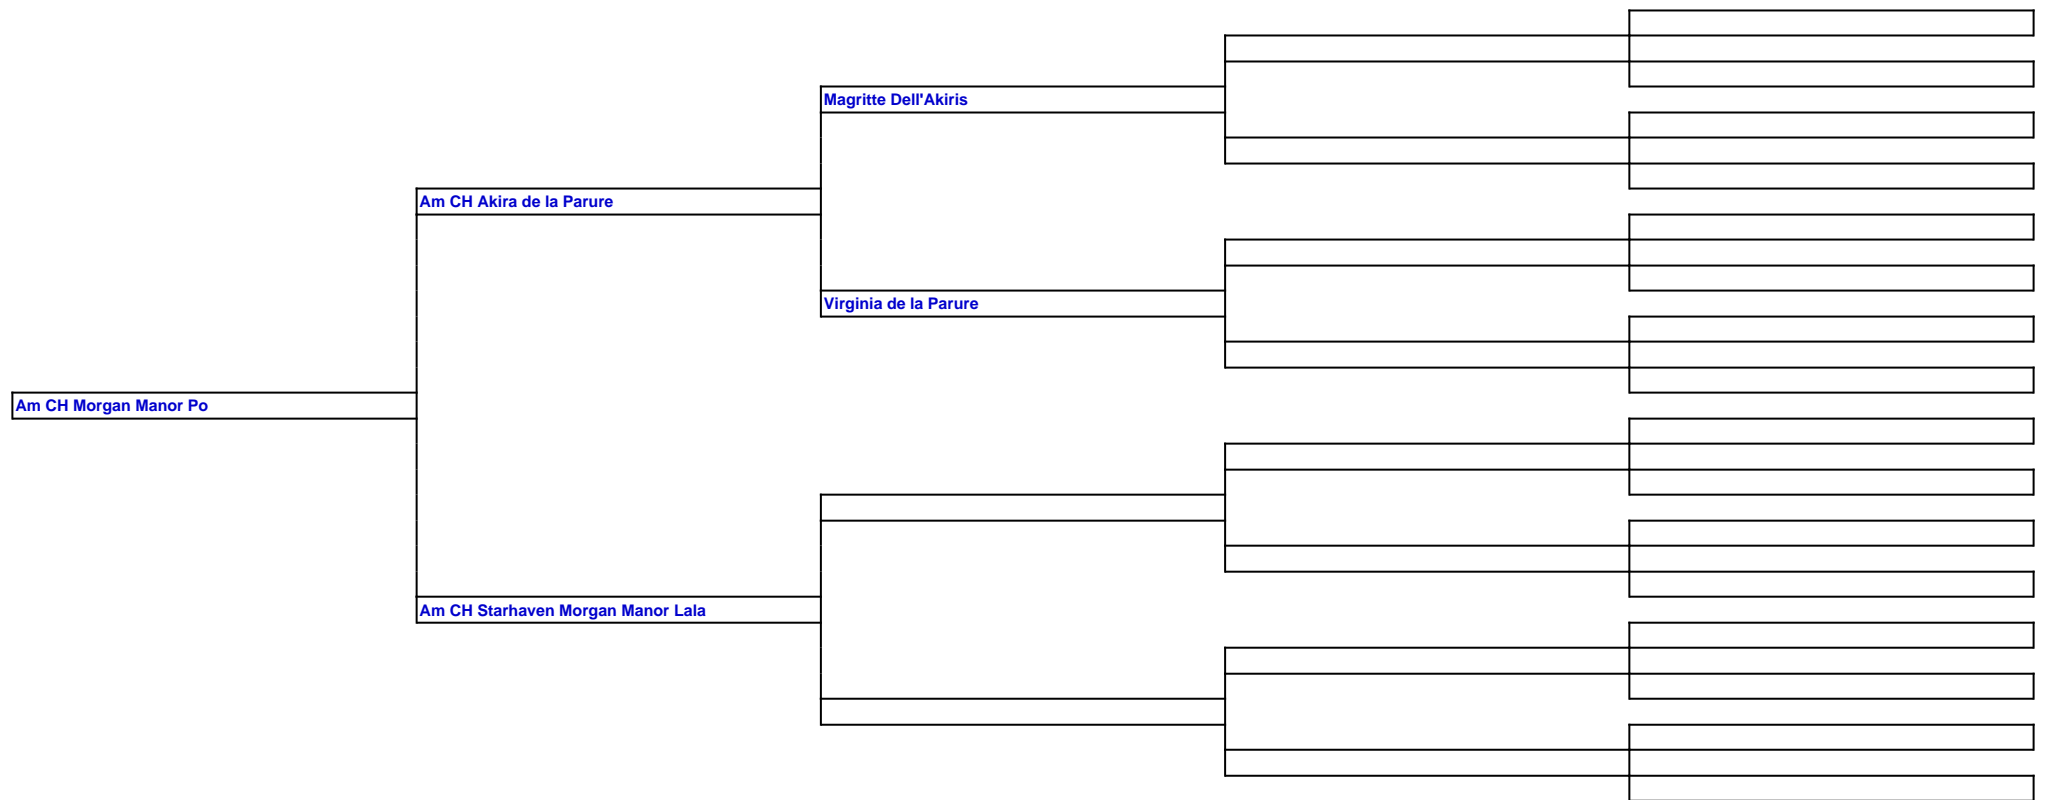 Magritte Dell'Akiris
Am CH Akira de la Parure
Virginia de la Parure
Am CH Morgan Manor Po
Am CH Starhaven Morgan Manor Lala